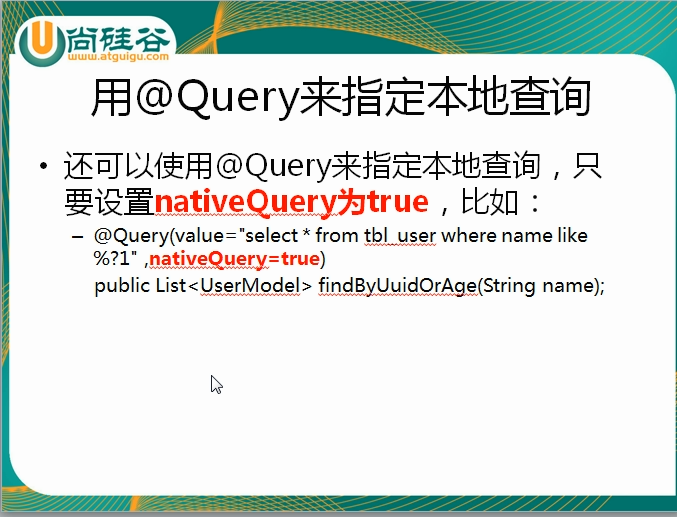 尚硅谷
www.atguigu.com
用@Query来指定本地查询
• 还可以使用@Query来指定本地查询，只
要设置nativeQuery为true，比如：
– @Query(value="select * from tbl_user where name like
%?1" ,nativeQuery=true)
public List<UserModel> findByUuidOrAge(String name);